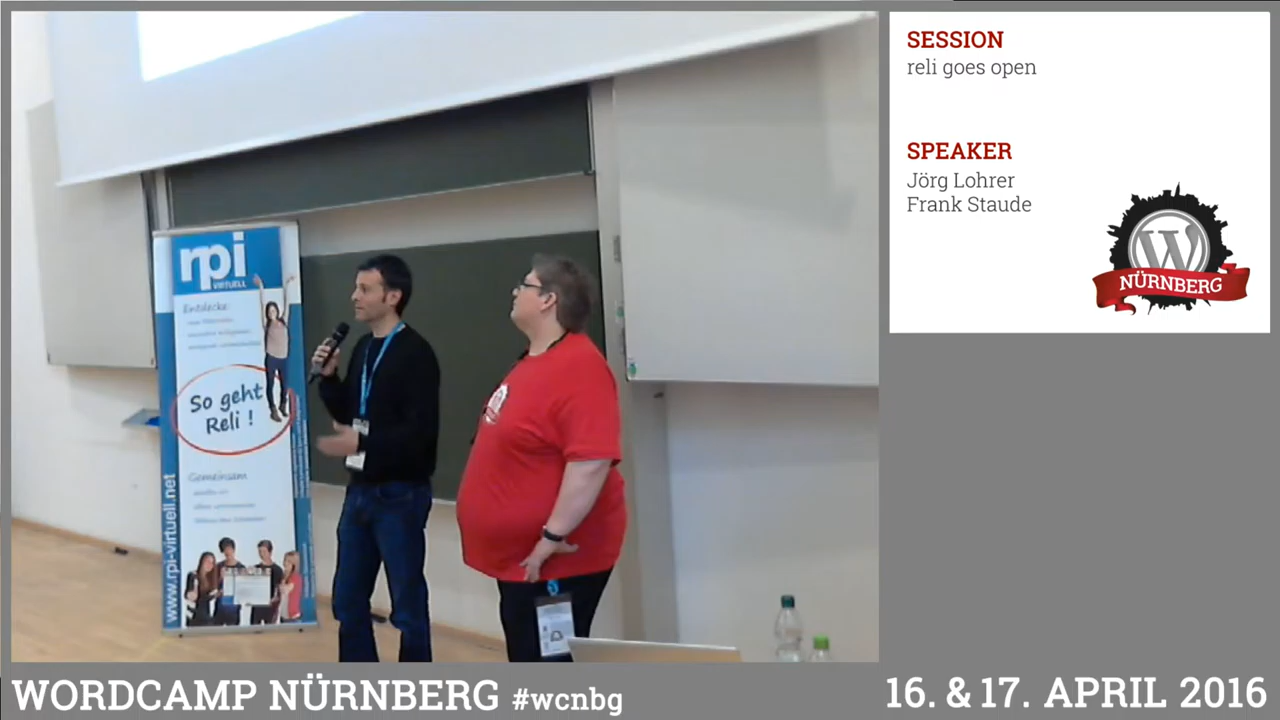 SESSION
reli goes open
SPEAKER
Jörg Lohrer
Frank Staude
W
NÜRNBERG
rpi
VIRTUELL
Entdecke
So geht
Reli !
Gemeinsam
www.rpi-virtuell.net
WORDCAMP NÜRNBERG #wcnbg
16. & 17. APRIL 2016